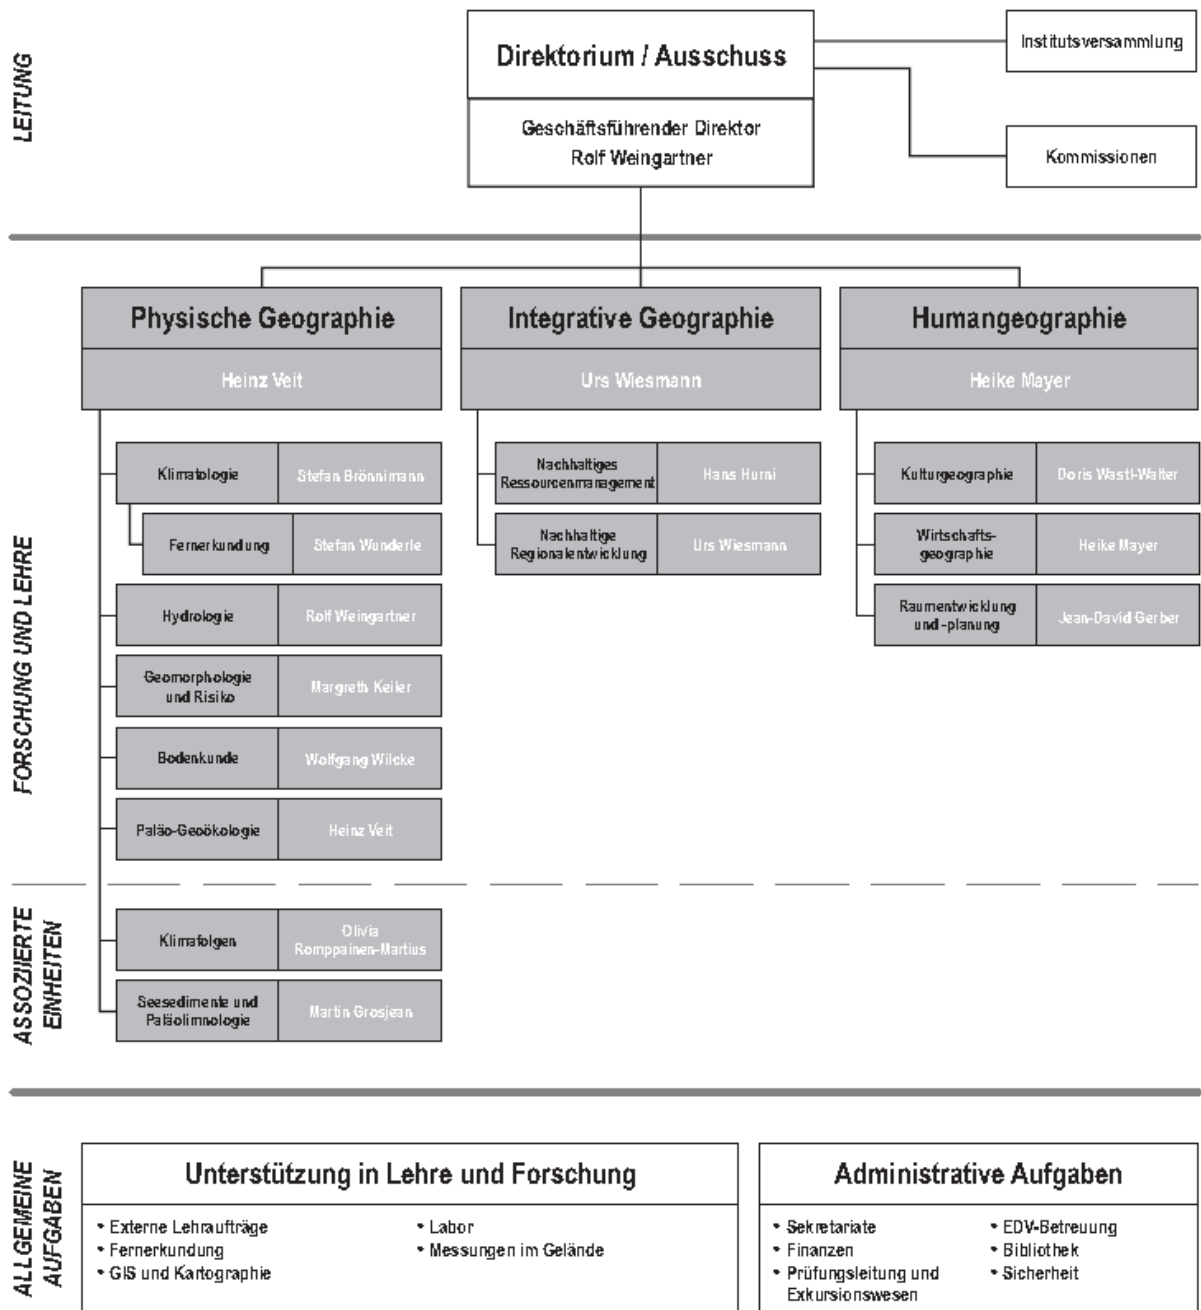 LEITUNG
Direktorium / Ausschuss
Geschäftsführender Direktor
Rolf Weingartner
Institutsversammlung
Kommissionen
FORSCHUNG UND LEHRE
Physische Geographie
Heinz Veit
Klimatologie
Stefan Brönnimann
Fernerkundung
Stefan Wunderle
Hydrologie
Rolf Weingartner
Geomorphologie
und Risiko
Margreth Keiler
Bodenkunde
Wolfgang Wilcke
Paläo-Geoökologie
Heinz Veit
Integrative Geographie
Urs Wiesmann
Nachhaltiges
Ressourcenmanagement
Hans Hurni
Nachhaltige
Regionalentwicklung
Urs Wiesmann
Humangeographie
Heike Mayer
Kulturgeographie
Doris Wastl-Walter
Wirtschafts-
geographie
Heike Mayer
Raumentwicklung
und -planung
Jean-David Gerber
ASSOZIIERTE
EINHEITEN
Klimafolgen
Olivia
Romppainen-Martius
Seesedimente und
Paläolimnologie
Martin Grosjean
ALLGEMEINE
AUFGABEN
Unterstützung in Lehre und Forschung
• Externe Lehraufträge
• Fernerkundung
• GIS und Kartographie
• Labor
• Messungen im Gelände
Administrative Aufgaben
• Sekretariate
• Finanzen
• Prüfungsleitung und
Exkursionswesen
• EDV-Betreuung
• Bibliothek
• Sicherheit